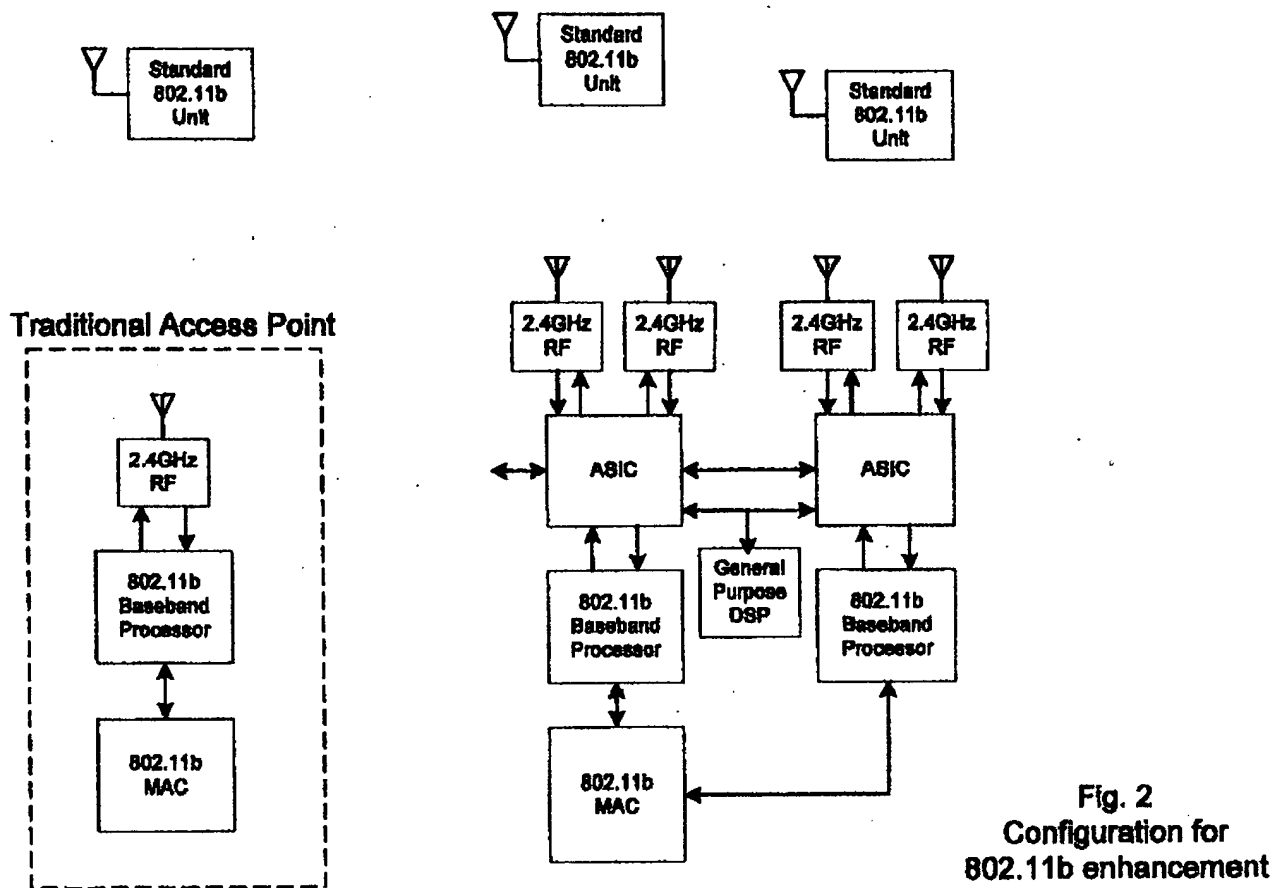 Standard
802.11b
Unit
Standard
802.11b
Unit
Standard
802.11b
Unit
Traditional Access Point
2.4GHz
RF
802.11b
Baseband
Processor
802.11b
MAC
2.4GHz
RF
2.4GHz
RF
2.4GHz
RF
2.4GHz
RF
ASIC
ASIC
802.11b
Baseband
Processor
General
Purpose
DSP
802.11b
Baseband
Processor
802.11b
MAC
Fig. 2
Configuration for
802.11b enhancement